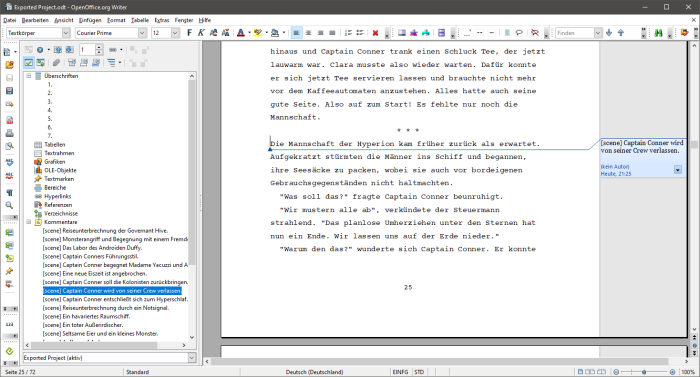 Exported Project.odt - OpenOffice.org Writer
Datei Bearbeiten Ansicht Einfügen Format Tabelle Extras Fenster Hilfe
Textkörper Courier Prime 12 F K Finden
1
Überschriften
1.
2.
3.
4.
5.
6.
7.
Tabellen
Textrahmen
Grafiken
OLE-Objekte
Textmarken
Bereiche
Hyperlinks
Referenzen
Verzeichnisse
Kommentare
[scene] Reiseunterbrechung der Governant Hive.
[scene] Monsterangriff und Begegnung mit einem Fremde
[scene] Das Labor des Androiden Duffy.
[scene] Captain Conners Führungsstil.
[scene] Captain Conner begegnet Madame Yacuzzi und A
[scene] Eine neue Eiszeit ist angebrochen.
[scene] Captain Conner soll die Kolonisten zurückbringen.
[scene] Captain Conner wird von seiner Crew verlassen.
[scene] Captain Conner entschließt sich zum Hyperschlaf.
[scene] Reiseunterbrechung durch ein Notsignal.
[scene] Ein havariertes Raumschiff.
[scene] Ein toter Außerirdischer.
[scene] Seltsame Eier und ein kleines Monster.
Exported Project (aktiv)
hinaus und Captain Conner trank einen Schluck Tee, der jetzt
lauwarm war. Clara musste also wieder warten. Dafür konnte
er sich jetzt Tee servieren lassen und brauchte nicht mehr
vor dem Kaffeeautomaten anzustehen. Alles hatte auch seine
gute Seite. Also auf zum Start! Es fehlte nur noch die
Mannschaft.
* * *
Die Mannschaft der Hyperion kam früher zurück als erwartet.
Aufgekratzt stürmten die Männer ins Schiff und begannen,
ihre Seesäcke zu packen, wobei sie auch vor bordeigenen
Gebrauchsgegenständen nicht haltmachten.
"Was soll das?" fragte Captain Conner beunruhigt.
"Wir mustern alle ab", verkündete der Steuermann
strahlend. "Das planlose Umherziehen unter den Sternen hat
nun ein Ende. Wir lassen uns auf der Erde nieder."
"Warum den das?" wunderte sich Captain Conner. Er konnte
25
[scene] Captain Conner wird
von seiner Crew verlassen.
(kein Autor)
Heute, 21:25
Seite 25 / 72 Standard Deutsch (Deutschland) EINFG STD 100%